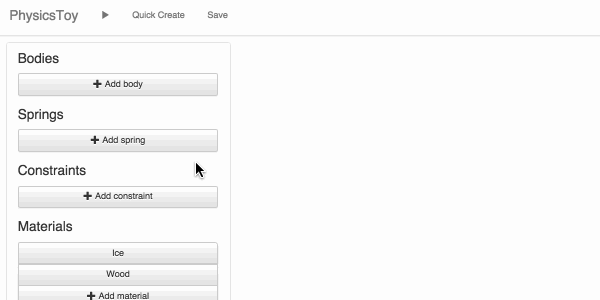 PhysicsToy Quick Create Save
Bodies
Add body
Springs
Add spring
Constraints
Add constraint
Materials
Ice
Wood
Add material